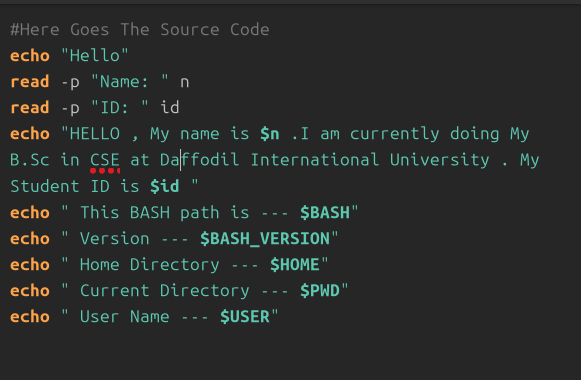 #Here Goes The Source Code
echo "Hello"
read -p "Name: " n
read -p "ID: " id
echo "HELLO , My name is $n .I am currently doing My
B.Sc in CSE at Daffodil International University . My
Student ID is $id "
echo " This BASH path is --- $BASH"
echo " Version --- $BASH_VERSION"
echo " Home Directory --- $HOME"
echo " Current Directory --- $PWD"
echo " User Name --- $USER"